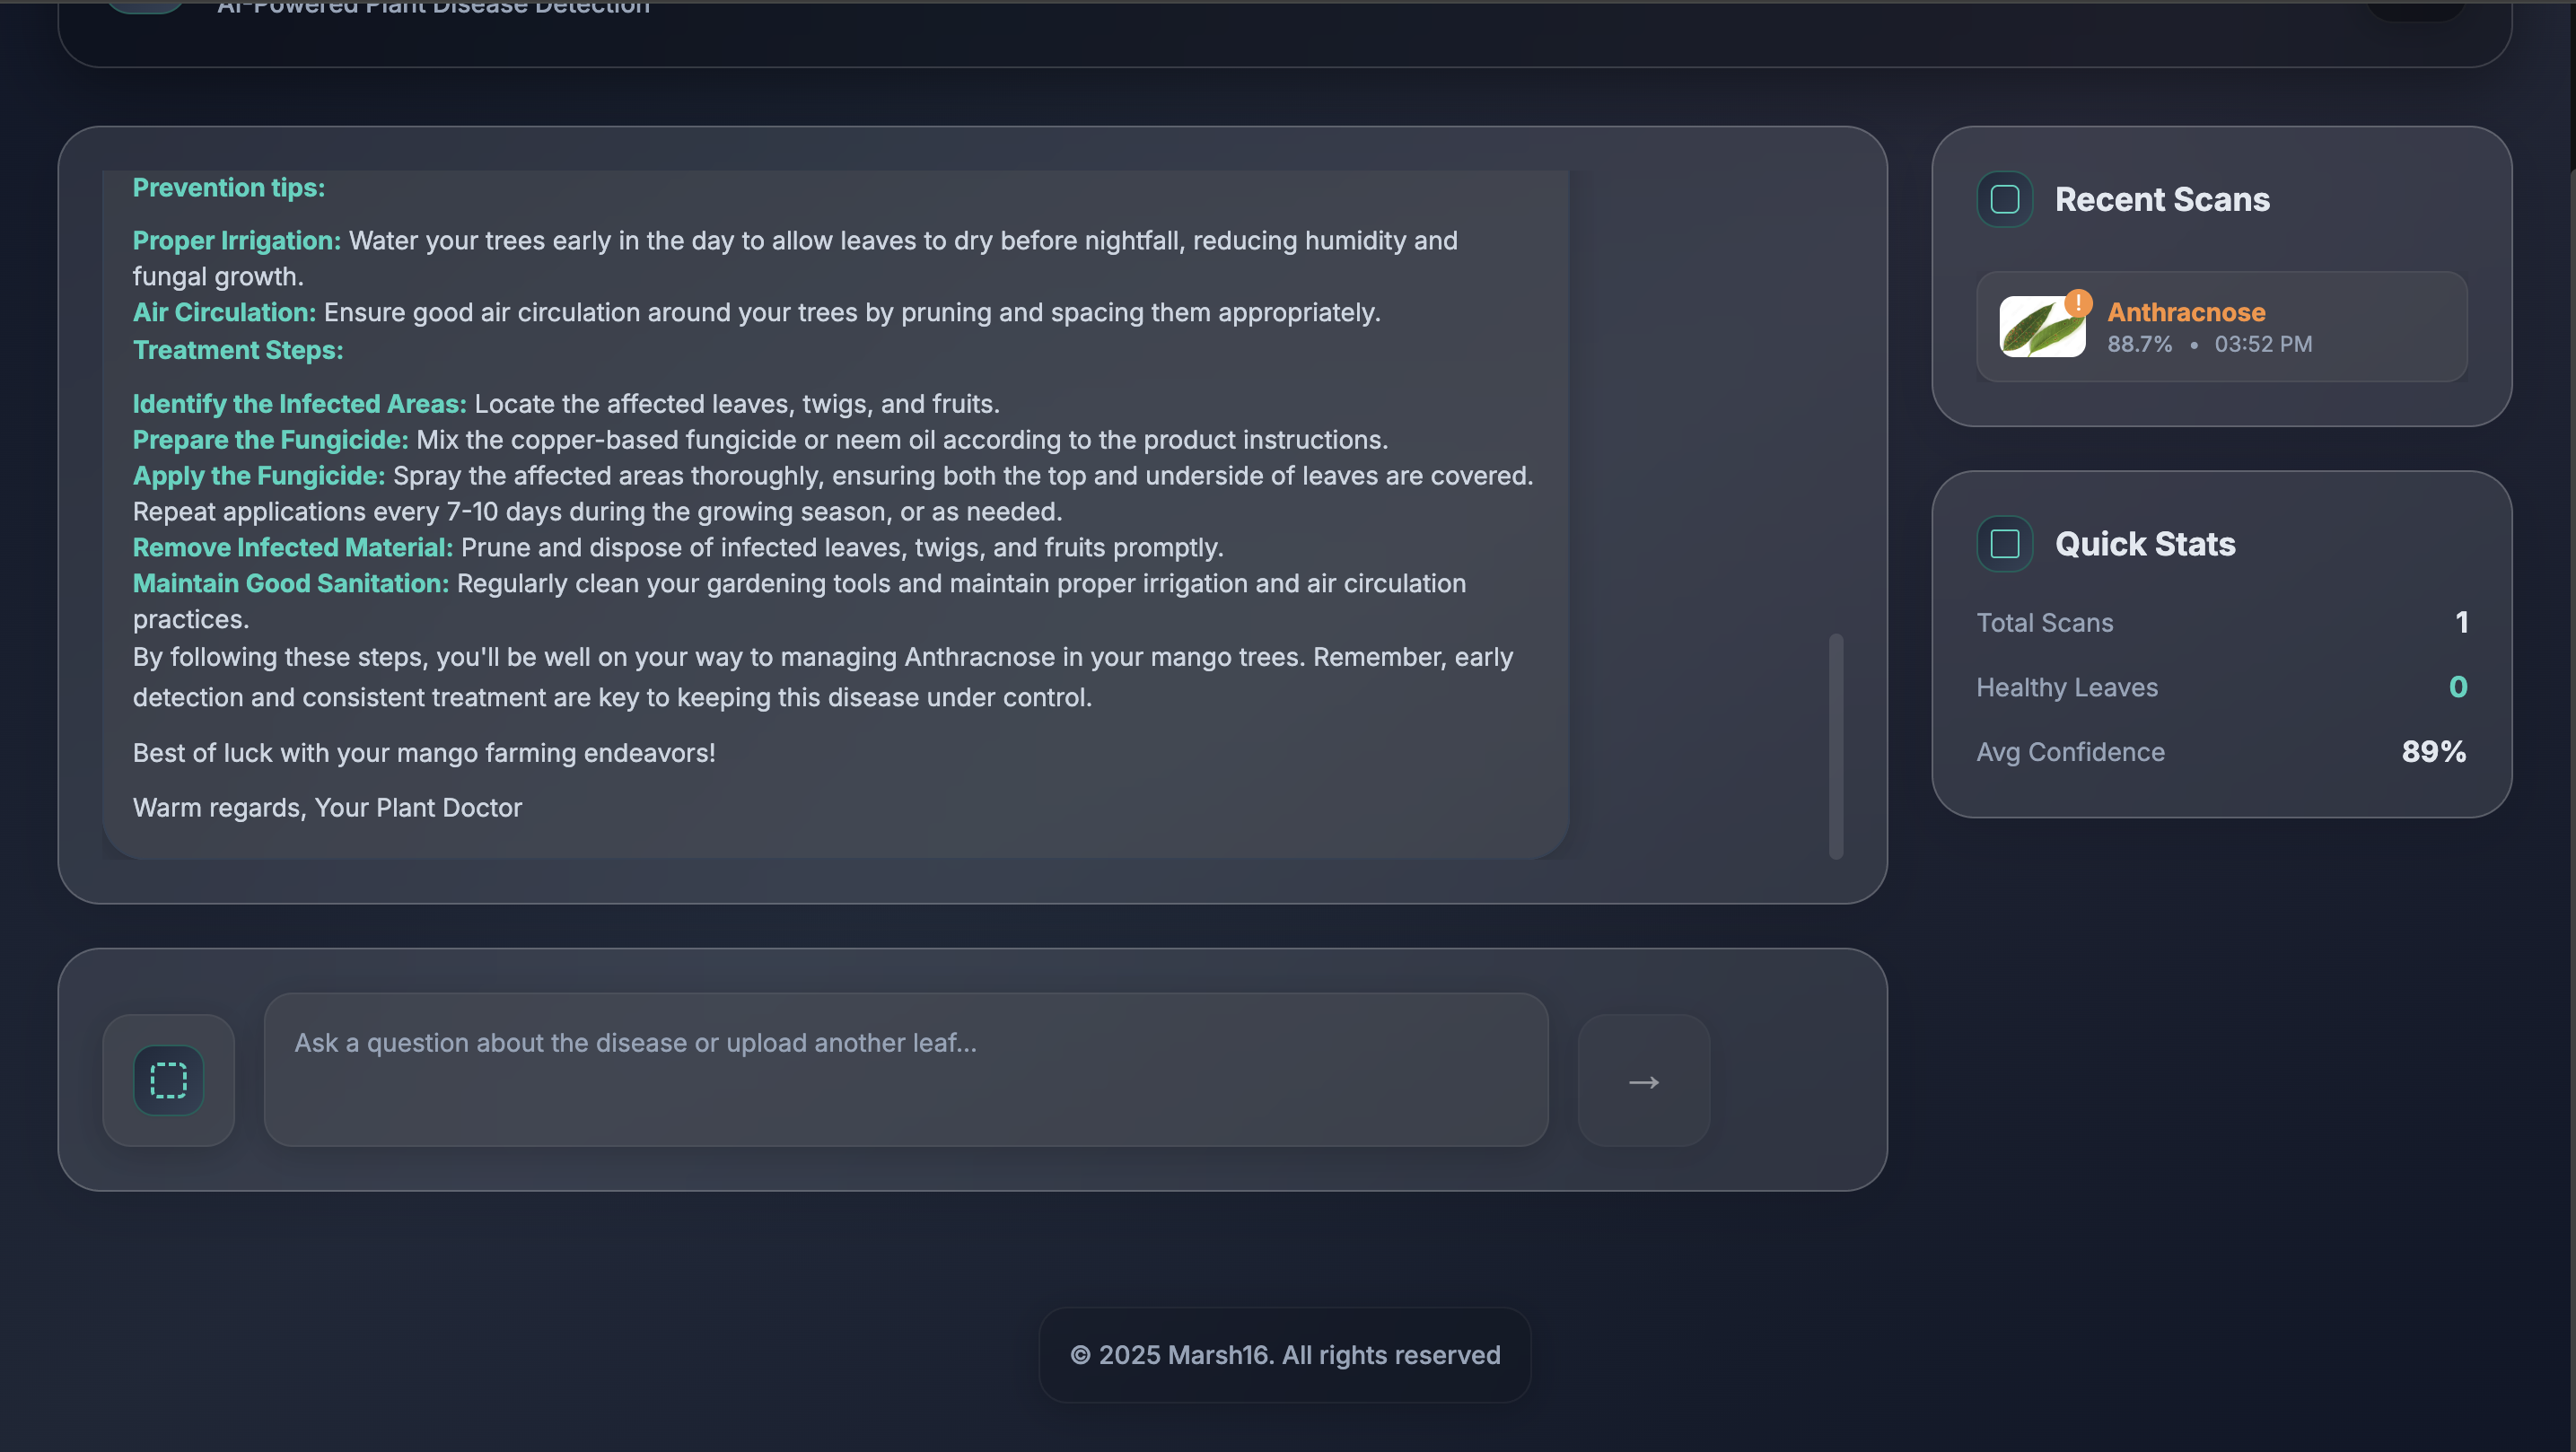 AI-Powered Plant Disease Detection
Prevention tips:
Proper Irrigation: Water your trees early in the day to allow leaves to dry before nightfall, reducing humidity and
fungal growth.
Air Circulation: Ensure good air circulation around your trees by pruning and spacing them appropriately.
Treatment Steps:
Identify the Infected Areas: Locate the affected leaves, twigs, and fruits.
Prepare the Fungicide: Mix the copper-based fungicide or neem oil according to the product instructions.
Apply the Fungicide: Spray the affected areas thoroughly, ensuring both the top and underside of leaves are covered.
Repeat applications every 7-10 days during the growing season, or as needed.
Remove Infected Material: Prune and dispose of infected leaves, twigs, and fruits promptly.
Maintain Good Sanitation: Regularly clean your gardening tools and maintain proper irrigation and air circulation
practices.
By following these steps, you'll be well on your way to managing Anthracnose in your mango trees. Remember, early
detection and consistent treatment are key to keeping this disease under control.
Best of luck with your mango farming endeavors!
Warm regards, Your Plant Doctor
Ask a question about the disease or upload another leaf...
→
Recent Scans
!
Anthracnose
88.7% • 03:52 PM
Quick Stats
Total Scans 1
Healthy Leaves 0
Avg Confidence 89%
© 2025 Marsh16. All rights reserved